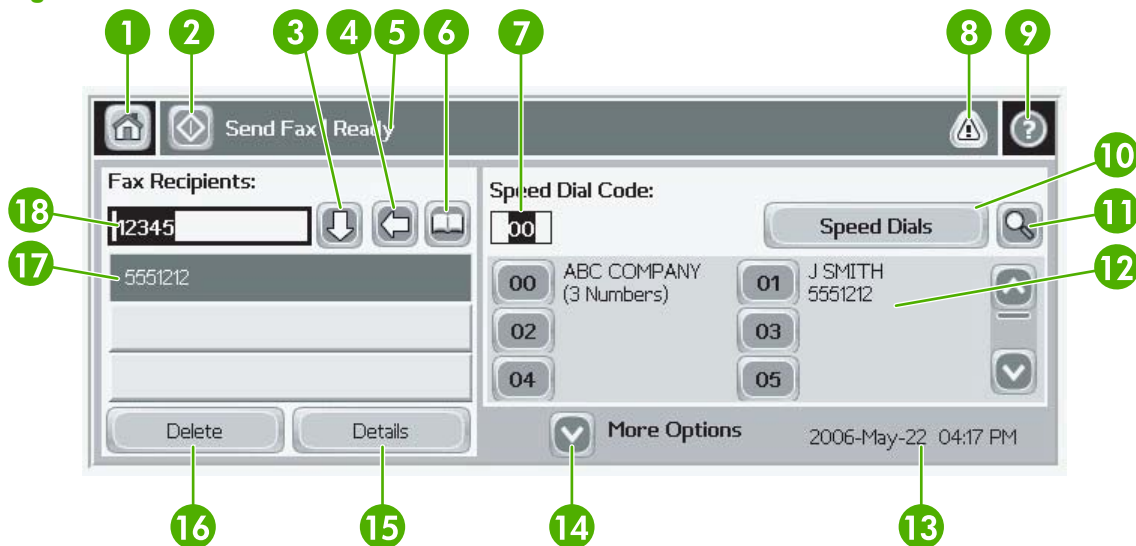 1 2 3 4 5 6 7 8 9
Send Fax | Ready
10
Fax Recipients:
Speed Dial Code:
18
12345
00
Speed Dials
11
17
5551212
00 ABC COMPANY
(3 Numbers)
01 J SMITH
5551212
12
02 03
04 05
Delete Details
More Options
2006-May-22 04:17 PM
16 15 14 13